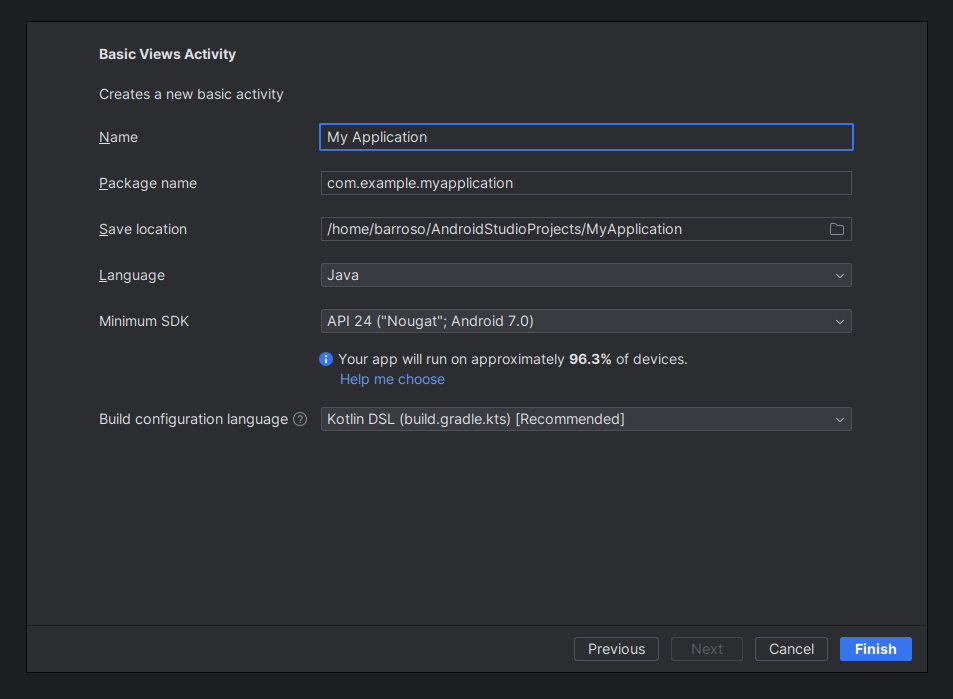 Basic Views Activity
Creates a new basic activity
Name My Application
Package name com.example.myapplication
Save location /home/barroso/AndroidStudioProjects/MyApplication
Language Java
Minimum SDK API 24 ("Nougat"; Android 7.0)
Your app will run on approximately 96.3% of devices.
Help me choose
Build configuration language ? Kotlin DSL (build.gradle.kts) [Recommended]
Previous Next Cancel Finish